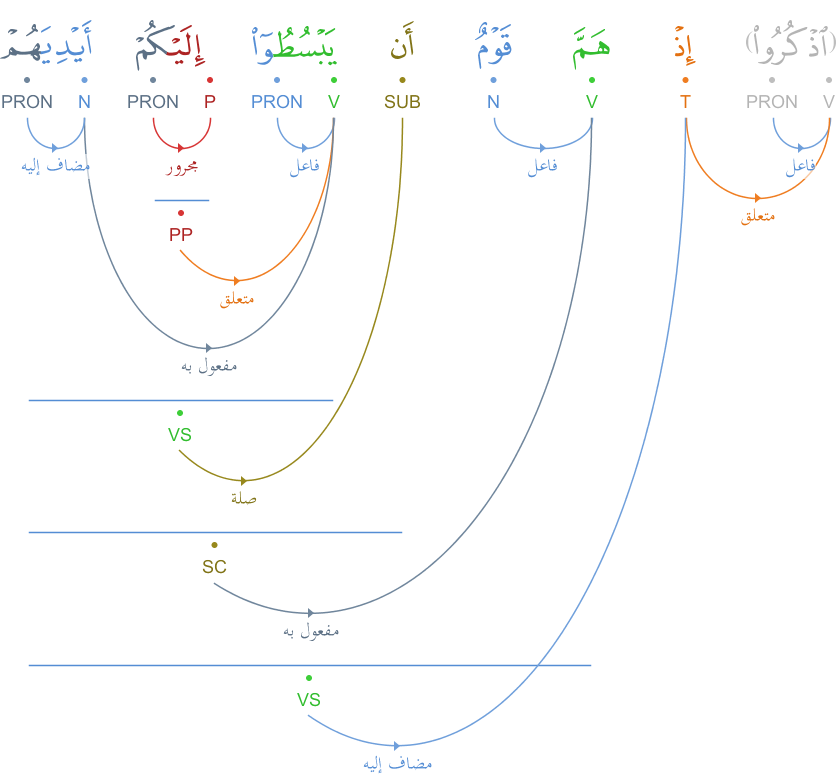 (ٱذْكُرُوا۟) إِذْ هَمَّ قَوْمٌ أَن يَبْسُطُوٓا۟ إِلَيْكُمْ أَيْدِيَهُمْ
V PRON T V N SUB V PRON P PRON N PRON
فاعل فاعل فاعل مجرور مضاف إليه
متعلق
PP
متعلق
مفعول به
VS
صلة
SC
مفعول به
VS
مضاف إليه